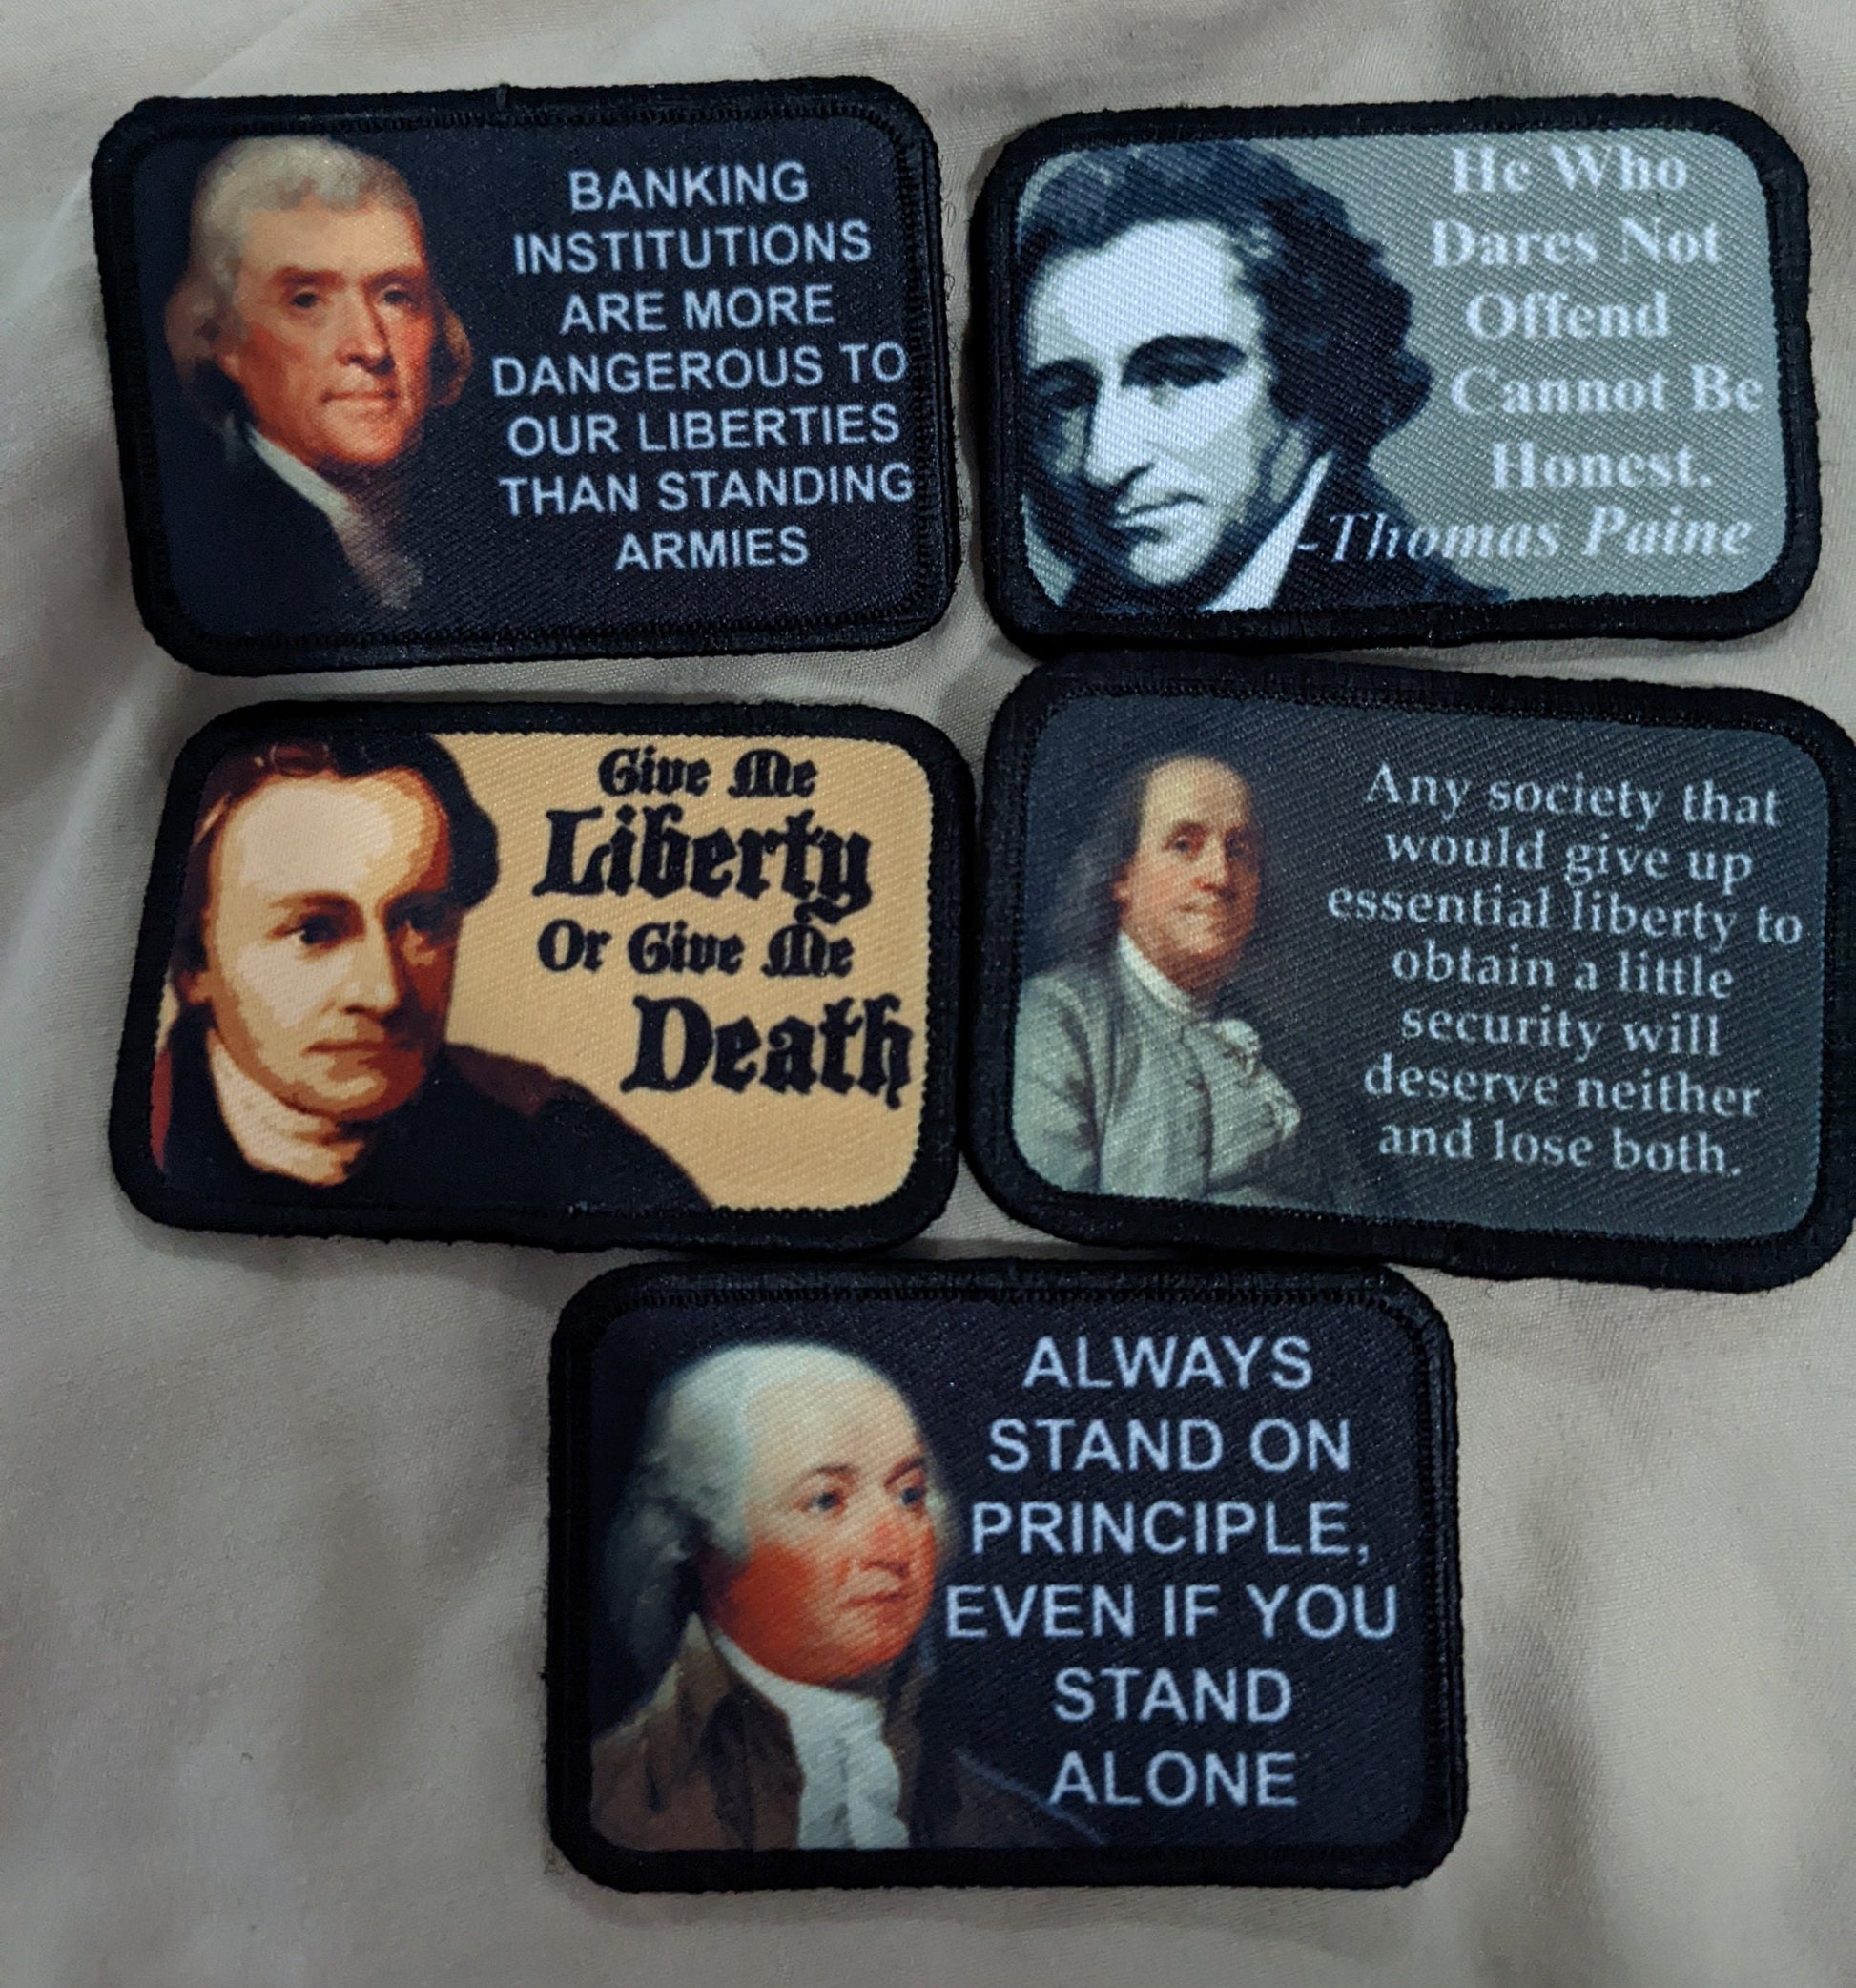 BANKING
INSTITUTIONS
ARE MORE
DANGEROUS TO
OUR LIBERTIES
THAN STANDING
ARMIES
He Who
Dares Not
Offend
Cannot Be
Honest.
-Thomas Paine
Give Me
Liberty
Or Give Me
Death
Any society that
would give up
essential liberty to
obtain a little
security will
deserve neither
and lose both.
ALWAYS
STAND ON
PRINCIPLE,
EVEN IF YOU
STAND
ALONE